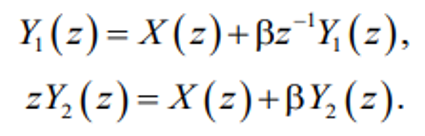 Y₁(z) = X(z)+βz⁻¹Y₁(z),
zY₂(z) = X(z)+βY₂(z).